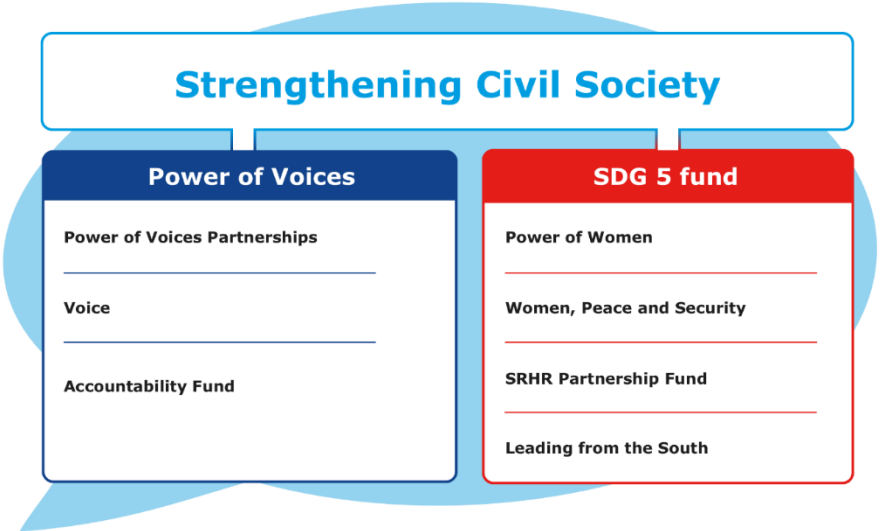 Strengthening Civil Society
Power of Voices
Power of Voices Partnerships
Voice
Accountability Fund
SDG 5 fund
Power of Women
Women, Peace and Security
SRHR Partnership Fund
Leading from the South